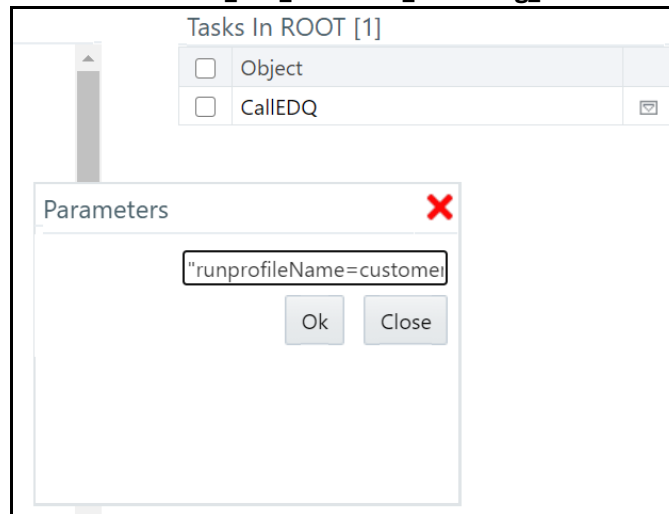 Tasks In ROOT [1]
Object
CallEDQ
Parameters
"runprofileName=customer
Ok
Close